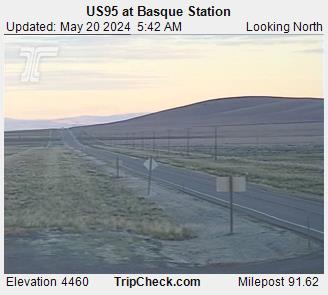 US95 at Basque Station
Updated: May 20 2024 5:42 AM Looking North
Elevation 4460 TripCheck.com Milepost 91.62